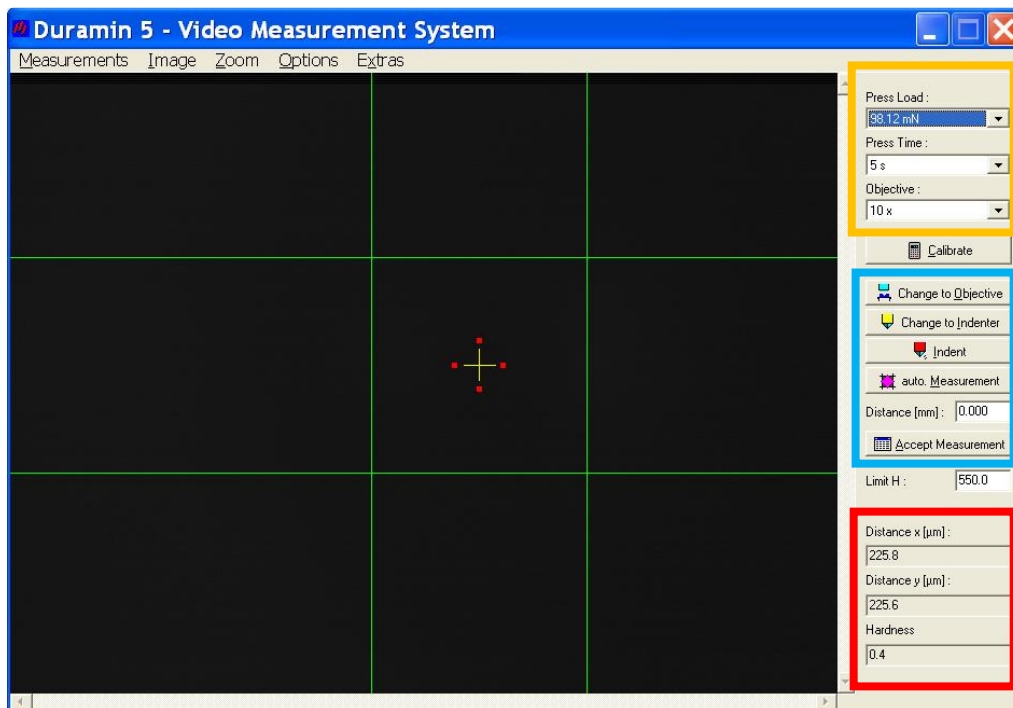 Duramin 5 - Video Measurement System
Measurements Image Zoom Options Extras
Press Load :
98.12 mN
Press Time :
5 s
Objective :
10 x
Calibrate
Change to Objective
Change to Indenter
Indent
auto. Measurement
Distance [mm] : 0.000
Accept Measurement
Limit H : 550.0
Distance x [µm] :
225.8
Distance y [µm] :
225.6
Hardness
0.4